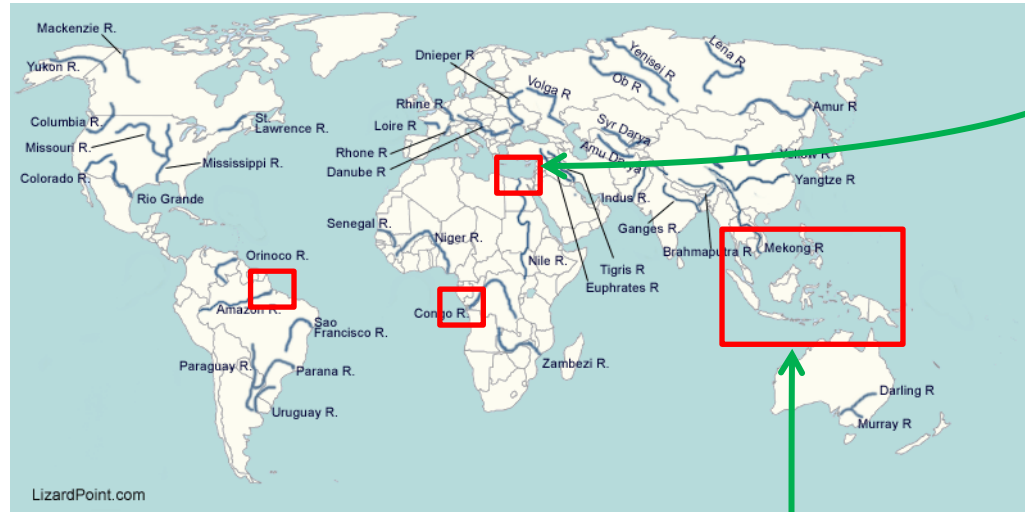 Mackenzie R.
Yukon R.
Dnieper R
Lena R
Yenisei R
Ob R
Volga R
Rhine R
Columbia R.
St.
Lawrence R.
Loire R
Amur R
Missouri R.
Syr Darya
Rhone R
Amu Darya
Yellow R
Mississippi R.
Colorado R.
Danube R
Yangtze R
Rio Grande
Indus R.
Senegal R.
Ganges R
Niger R.
Brahmaputra R
Mekong R
Orinoco R.
Nile R.
Tigris R
Euphrates R
Amazon R.
Congo R.
Sao
Francisco R.
Paraguay R.
Parana R.
Zambezi R.
Darling R
Uruguay R.
Murray R
LizardPoint.com